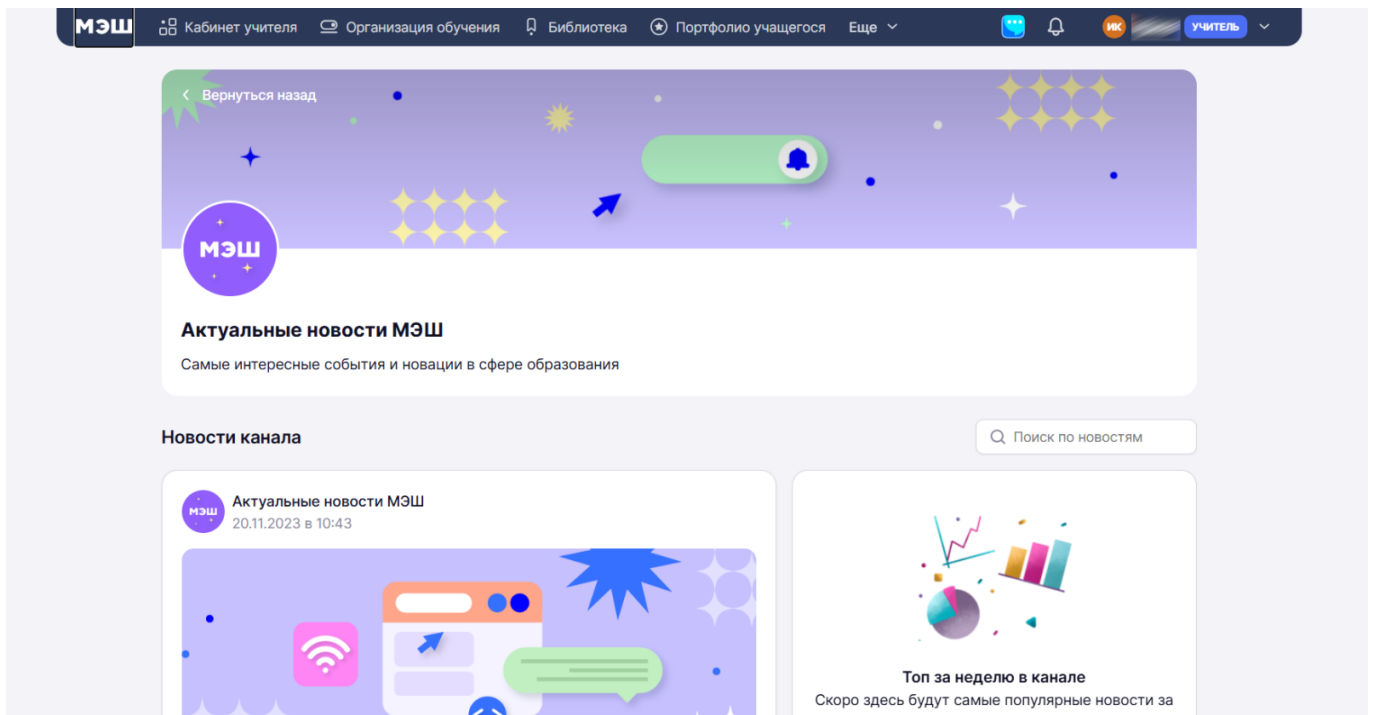 МЭШ Кабинет учителя Организация обучения Библиотека Портфолио учащегося Еще ИК УЧИТЕЛЬ
Вернуться назад
МЭШ
Актуальные новости МЭШ
Самые интересные события и новации в сфере образования
Новости канала
Поиск по новостям
МЭШ
Актуальные новости МЭШ
20.11.2023 в 10:43
Топ за неделю в канале
Скоро здесь будут самые популярные новости за